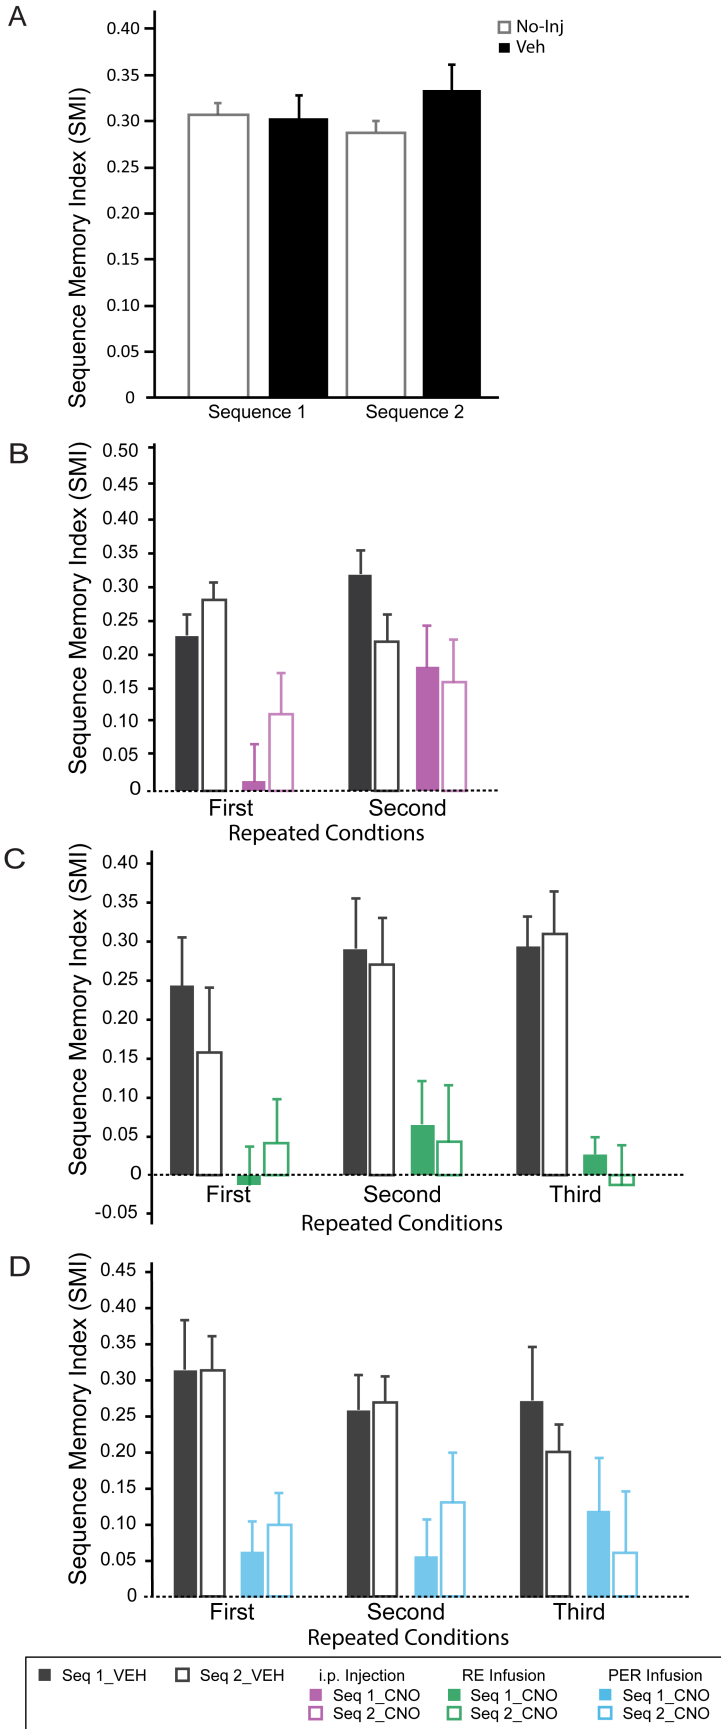 A
Sequence Memory Index (SMI)
0.40
0.35
0.30
0.25
0.20
0.15
0.10
0.05
0
No-Inj
Veh
Sequence 1 Sequence 2
B
Sequence Memory Index (SMI)
0.50
0.45
0.40
0.35
0.30
0.25
0.20
0.15
0.10
0.05
0
First Second
Repeated Condtions
C
Sequence Memory Index (SMI)
0.40
0.35
0.30
0.25
0.20
0.15
0.10
0.05
0
-0.05
First Second Third
Repeated Conditions
D
Sequence Memory Index (SMI)
0.45
0.40
0.35
0.30
0.25
0.20
0.15
0.10
0.05
0
First Second Third
Repeated Conditions
Seq 1_VEH Seq 2_VEH i.p. Injection RE Infusion PER Infusion
Seq 1_CNO Seq 1_CNO Seq 1_CNO
Seq 2_CNO Seq 2_CNO Seq 2_CNO